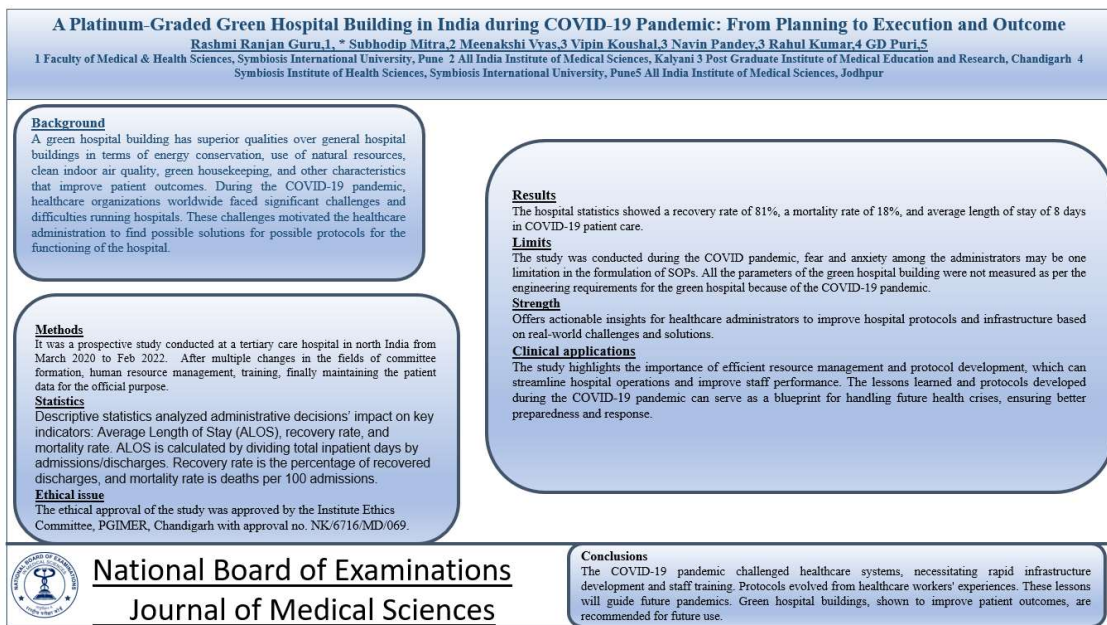 A Platinum-Graded Green Hospital Building in India during COVID-19 Pandemic: From Planning to Execution and Outcome
Rashmi Ranjan Guru,1, * Subhodip Mitra,2 Meenakshi Vyas,3 Vipin Koushal,3 Navin Pandey,3 Rahul Kumar,4 GD Puri,5
1 Faculty of Medical & Health Sciences, Symbiosis International University, Pune 2 All India Institute of Medical Sciences, Kalyani 3 Post Graduate Institute of Medical Education and Research, Chandigarh 4
Symbiosis Institute of Health Sciences, Symbiosis International University, Pune5 All India Institute of Medical Sciences, Jodhpur
Background
A green hospital building has superior qualities over general hospital
buildings in terms of energy conservation, use of natural resources,
clean indoor air quality, green housekeeping, and other characteristics
that improve patient outcomes. During the COVID-19 pandemic,
healthcare organizations worldwide faced significant challenges and
difficulties running hospitals. These challenges motivated the healthcare
administration to find possible solutions for possible protocols for the
functioning of the hospital.
Methods
It was a prospective study conducted at a tertiary care hospital in north India from
March 2020 to Feb 2022. After multiple changes in the fields of committee
formation, human resource management, training, finally maintaining the patient
data for the official purpose.
Statistics
Descriptive statistics analyzed administrative decisions' impact on key
indicators: Average Length of Stay (ALOS), recovery rate, and
mortality rate. ALOS is calculated by dividing total inpatient days by
admissions/discharges. Recovery rate is the percentage of recovered
discharges, and mortality rate is deaths per 100 admissions.
Ethical issue
The ethical approval of the study was approved by the Institute Ethics
Committee, PGIMER, Chandigarh with approval no. NK/6716/MD/069.
Results
The hospital statistics showed a recovery rate of 81%, a mortality rate of 18%, and average length of stay of 8 days
in COVID-19 patient care.
Limits
The study was conducted during the COVID pandemic, fear and anxiety among the administrators may be one
limitation in the formulation of SOPs. All the parameters of the green hospital building were not measured as per the
engineering requirements for the green hospital because of the COVID-19 pandemic.
Strength
Offers actionable insights for healthcare administrators to improve hospital protocols and infrastructure based
on real-world challenges and solutions.
Clinical applications
The study highlights the importance of efficient resource management and protocol development, which can
streamline hospital operations and improve staff performance. The lessons learned and protocols developed
during the COVID-19 pandemic can serve as a blueprint for handling future health crises, ensuring better
preparedness and response.
National Board of Examinations
Journal of Medical Sciences
Conclusions
The COVID-19 pandemic challenged healthcare systems, necessitating rapid infrastructure
development and staff training. Protocols evolved from healthcare workers' experiences. These lessons
will guide future pandemics. Green hospital buildings, shown to improve patient outcomes, are
recommended for future use.